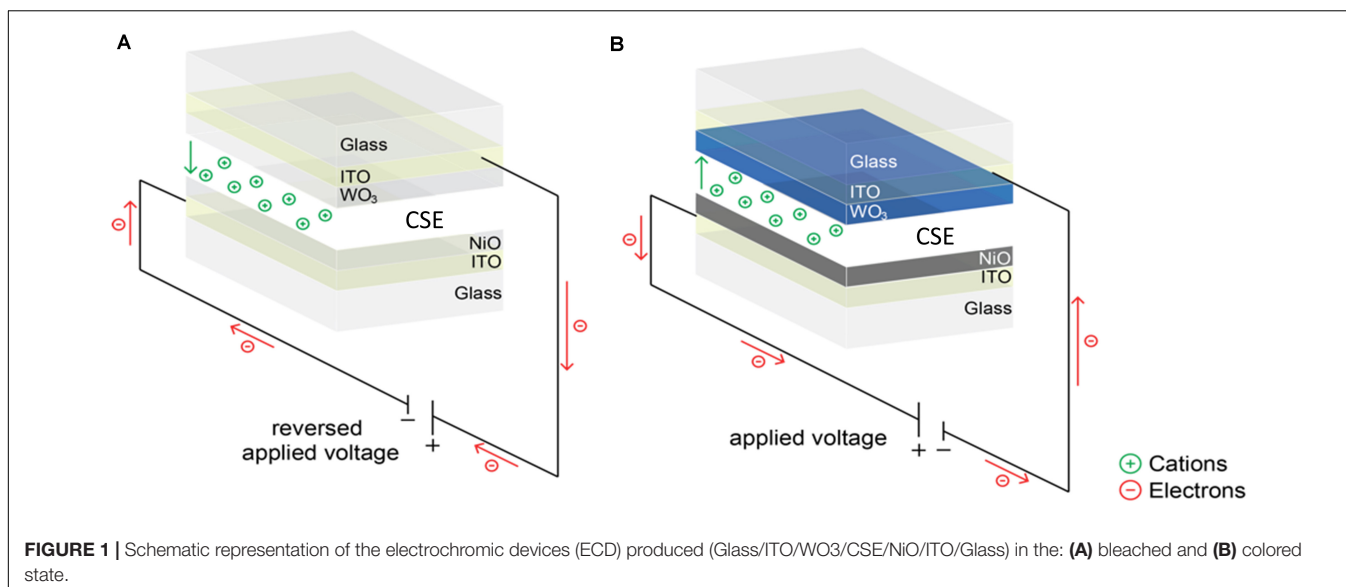 A
Glass
ITO
WO₃
CSE
NiO
ITO
Glass
⊖
⊖
⊖
⊖
−
+
reversed
applied voltage
B
Glass
ITO
WO₃
CSE
NiO
ITO
Glass
⊖
⊖
⊖
⊖
applied voltage
+ −
⊕ Cations
⊖ Electrons
FIGURE 1 | Schematic representation of the electrochromic devices (ECD) produced (Glass/ITO/WO3/CSE/NiO/ITO/Glass) in the: (A) bleached and (B) colored
state.